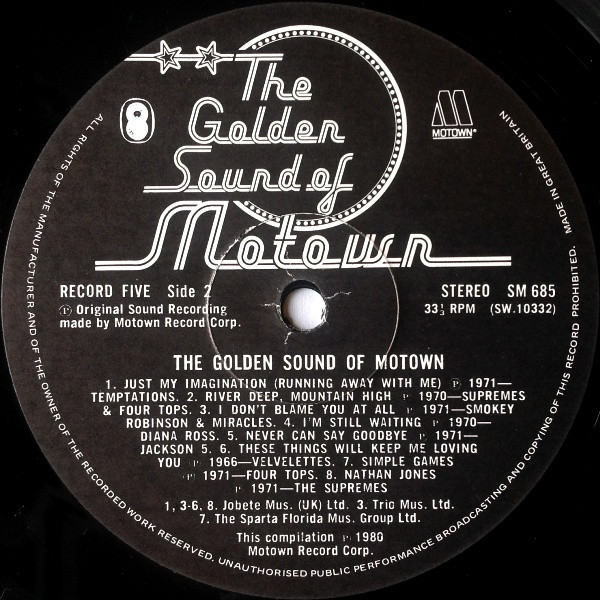 The
Golden
Sound of
Motown
MOTOWN®
RECORD FIVE Side 2
STEREO SM 685
Ⓟ Original Sound Recording
made by Motown Record Corp.
33⅓ RPM (SW.10332)
THE GOLDEN SOUND OF MOTOWN
1. JUST MY IMAGINATION (RUNNING AWAY WITH ME) Ⓟ 1971—
TEMPTATIONS. 2. RIVER DEEP, MOUNTAIN HIGH Ⓟ 1970—SUPREMES
& FOUR TOPS. 3. I DON'T BLAME YOU AT ALL Ⓟ 1971—SMOKEY
ROBINSON & MIRACLES. 4. I'M STILL WAITING Ⓟ 1970—
DIANA ROSS. 5. NEVER CAN SAY GOODBYE Ⓟ 1971—
JACKSON 5. 6. THESE THINGS WILL KEEP ME LOVING
YOU Ⓟ 1966—VELVELETTES. 7. SIMPLE GAMES
Ⓟ 1971—FOUR TOPS. 8. NATHAN JONES
Ⓟ 1971—THE SUPREMES
1, 3-6, 8. Jobete Mus. (UK) Ltd. 3. Trio Mus. Ltd.
7. The Sparta Florida Mus. Group Ltd.
This compilation Ⓟ 1980
Motown Record Corp.
ALL RIGHTS OF THE MANUFACTURER AND OF THE OWNER OF THE RECORDED WORK RESERVED. UNAUTHORISED PUBLIC PERFORMANCE BROADCASTING AND COPYING OF THIS RECORD PROHIBITED. MADE IN GREAT BRITAIN